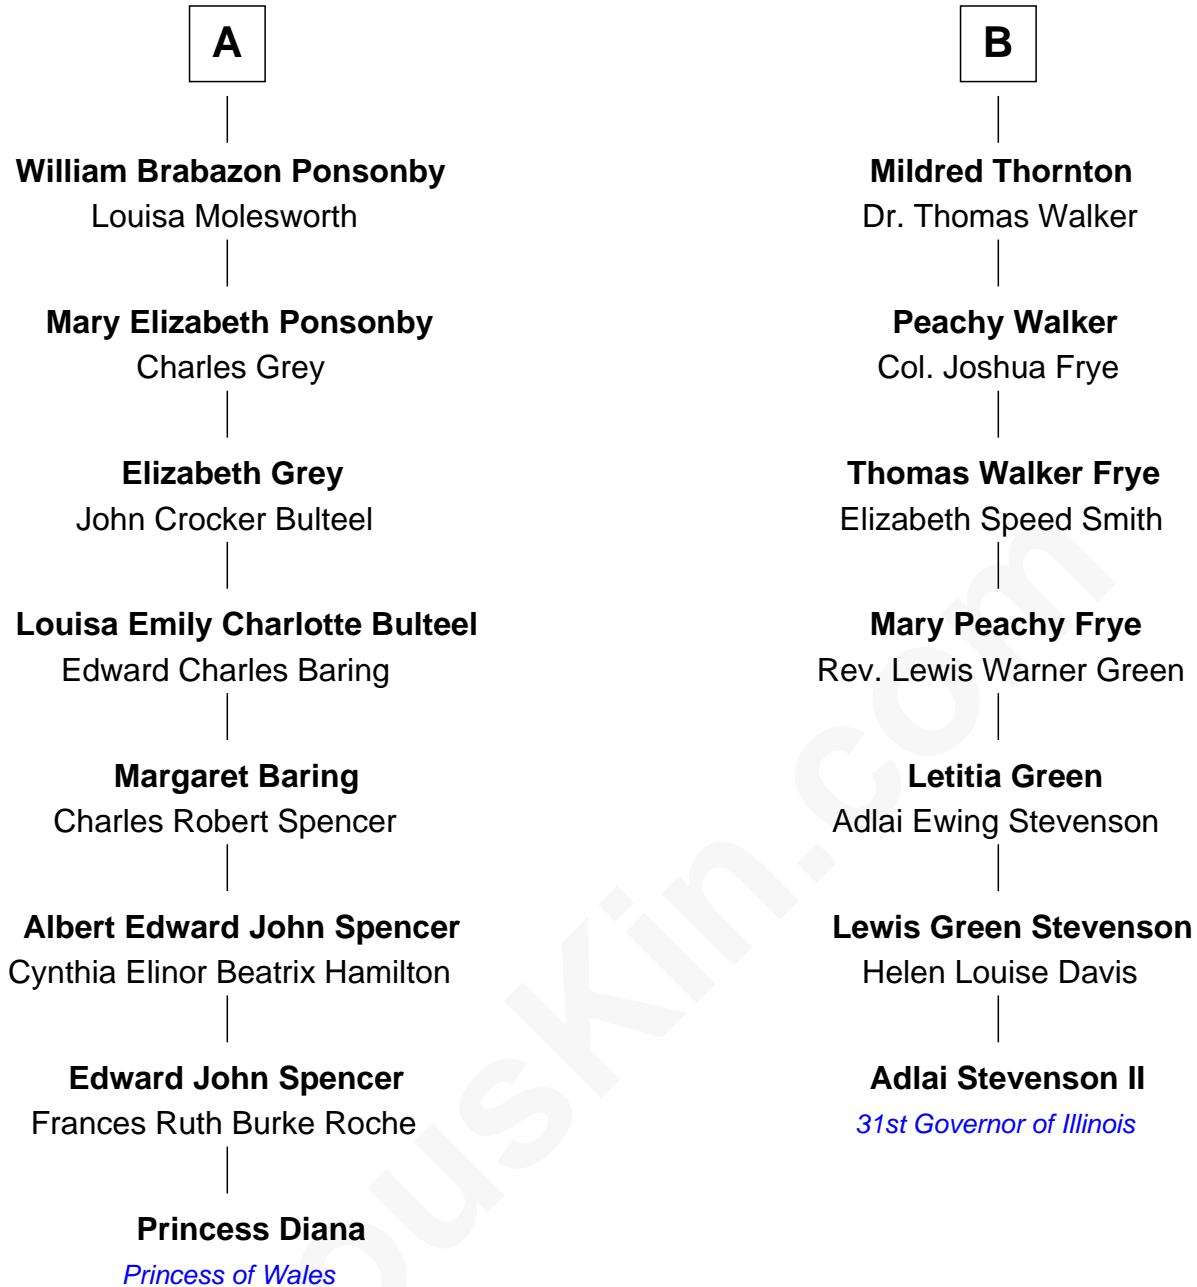 A
William Brabazon Ponsonby
Louisa Molesworth
Mary Elizabeth Ponsonby
Charles Grey
Elizabeth Grey
John Crocker Bulteel
Louisa Emily Charlotte Bulteel
Edward Charles Baring
Margaret Baring
Charles Robert Spencer
Albert Edward John Spencer
Cynthia Elinor Beatrix Hamilton
Edward John Spencer
Frances Ruth Burke Roche
Princess Diana
Princess of Wales
B
Mildred Thornton
Dr. Thomas Walker
Peachy Walker
Col. Joshua Frye
Thomas Walker Frye
Elizabeth Speed Smith
Mary Peachy Frye
Rev. Lewis Warner Green
Letitia Green
Adlai Ewing Stevenson
Lewis Green Stevenson
Helen Louise Davis
Adlai Stevenson II
31st Governor of Illinois
ousKin.com